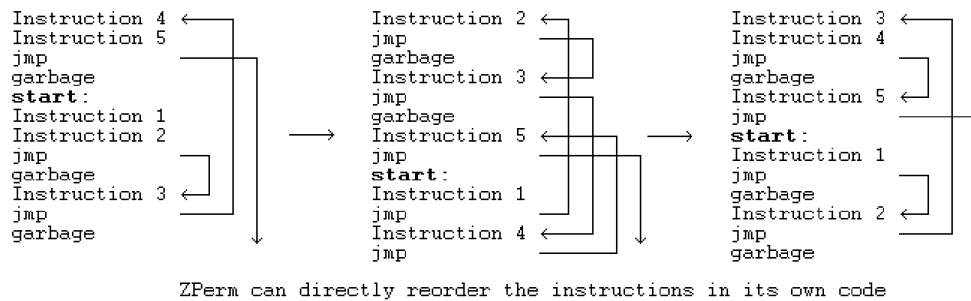 Instruction 4
Instruction 5
jmp
garbage
start:
Instruction 1
Instruction 2
jmp
garbage
Instruction 3
jmp
garbage
Instruction 2
jmp
garbage
Instruction 3
jmp
garbage
Instruction 5
jmp
start:
Instruction 1
jmp
Instruction 4
jmp
Instruction 3
Instruction 4
jmp
garbage
Instruction 5
jmp
start:
Instruction 1
jmp
garbage
Instruction 2
jmp
garbage
ZPerm can directly reorder the instructions in its own code